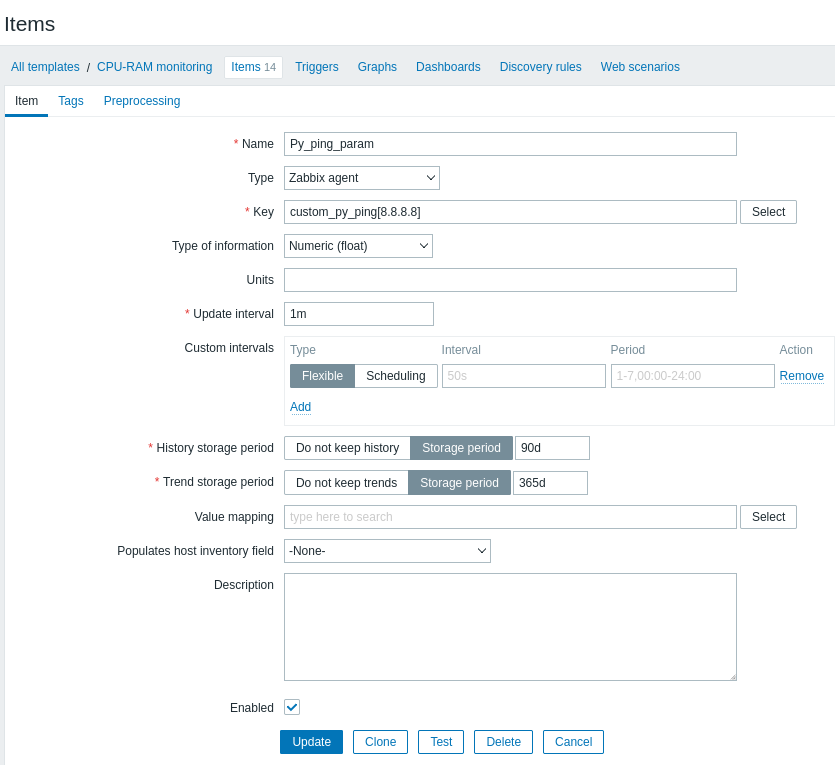 Items
All templates / CPU-RAM monitoring Items 14 Triggers Graphs Dashboards Discovery rules Web scenarios
Item Tags Preprocessing
* Name Py_ping_param
Type Zabbix agent
* Key custom_py_ping[8.8.8.8] Select
Type of information Numeric (float)
Units
* Update interval 1m
Custom intervals Type Interval Period Action
Flexible Scheduling 50s 1-7,00:00-24:00 Remove
Add
* History storage period Do not keep history Storage period 90d
* Trend storage period Do not keep trends Storage period 365d
Value mapping type here to search Select
Populates host inventory field -None-
Description
Enabled
Update Clone Test Delete Cancel